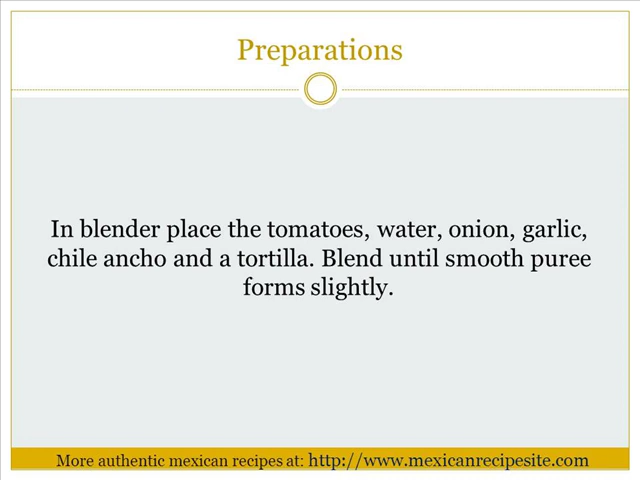 Preparations
In blender place the tomatoes, water, onion, garlic,
chile ancho and a tortilla. Blend until smooth puree
forms slightly.
More authentic mexican recipes at: http://www.mexicanrecipesite.com